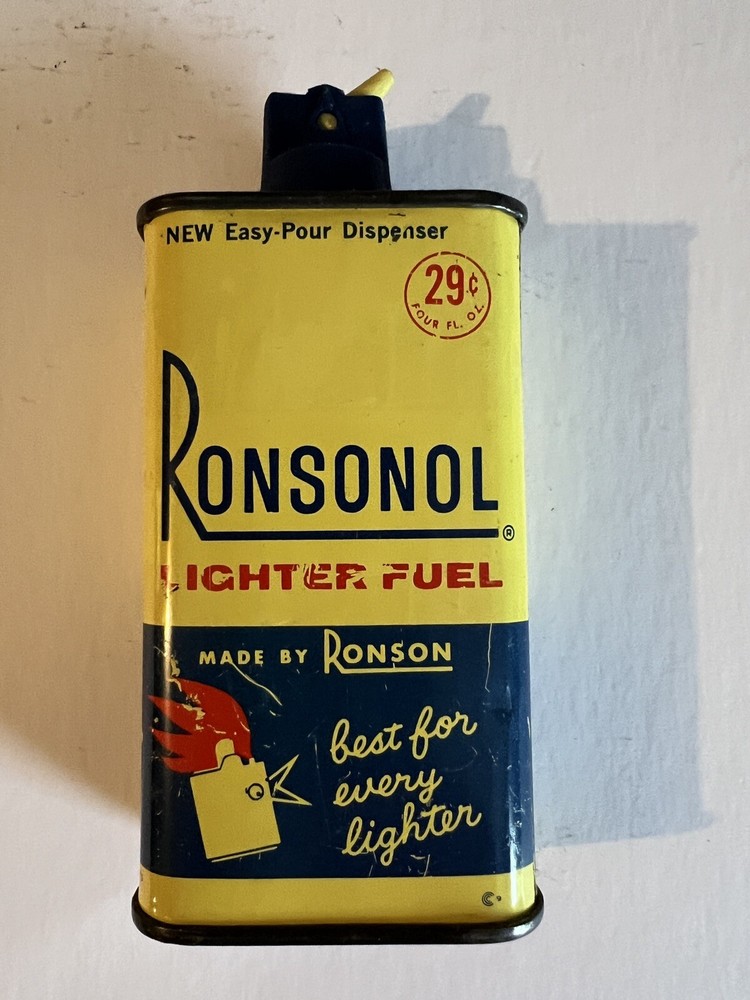 NEW Easy-Pour Dispenser
29¢
FOUR FL. OZ.
RONSONOL®
LIGHTER FUEL
MADE BY RONSON
best for
every
lighter